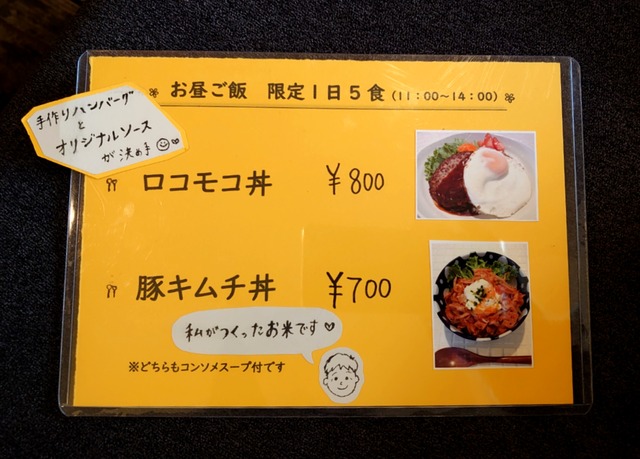 お昼ご飯 限定1日5食(11:00~14:00)
手作りハンバーグ
と
オリジナルソース
が決め手
ロコモコ丼 ¥800
豚キムチ丼 ¥700
私がつくったお米です
※どちらもコンソメスープ付です